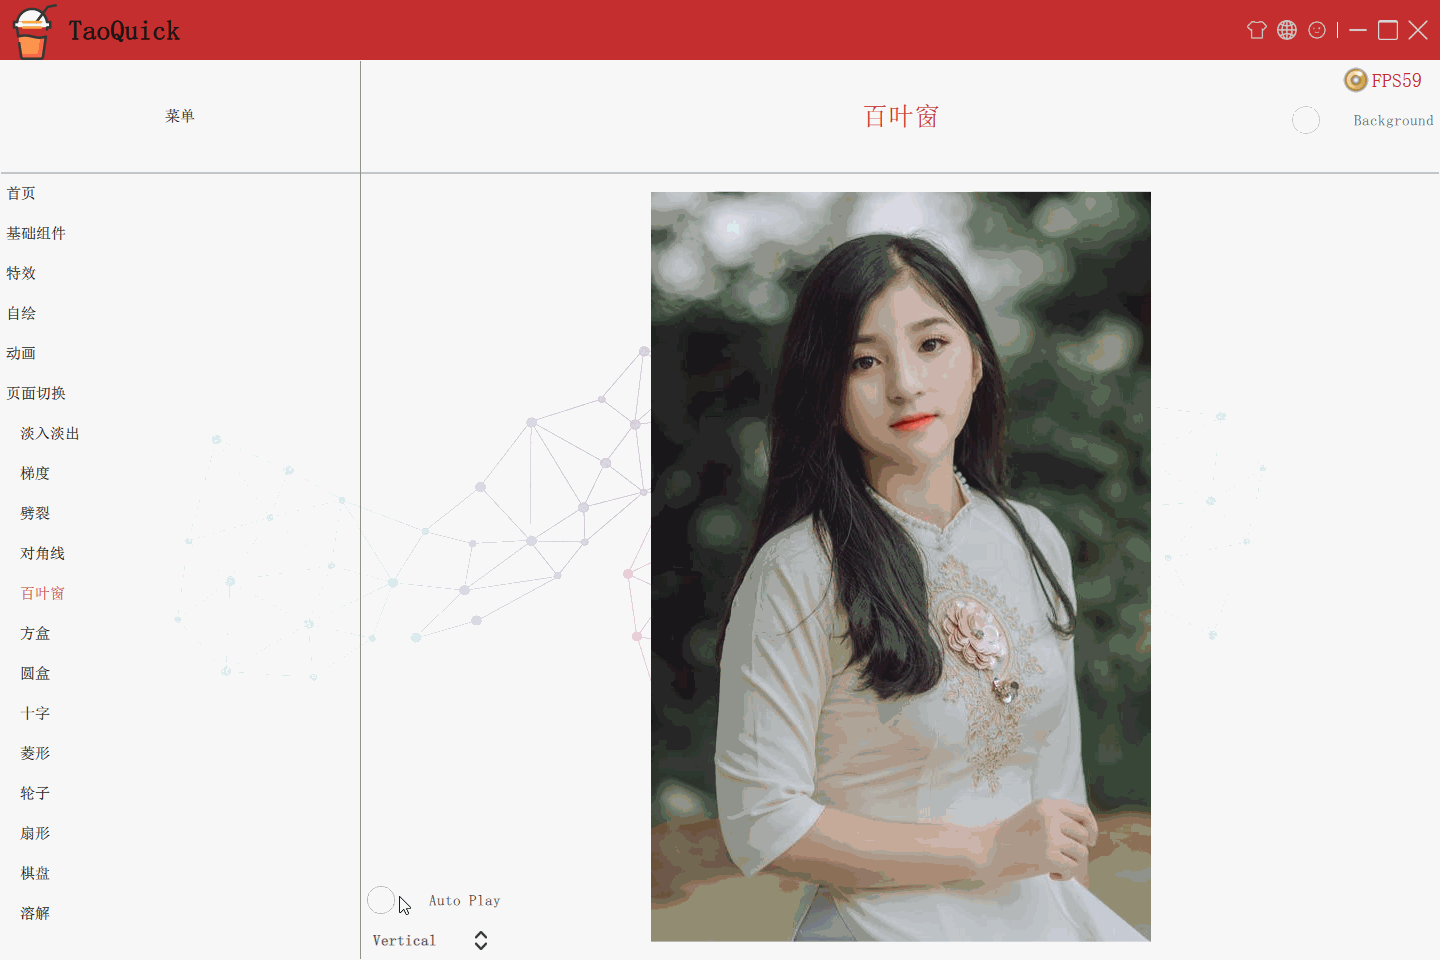 TaoQuick
FPS59
菜单
百叶窗
Background
首页
基础组件
特效
自绘
动画
页面切换
淡入淡出
梯度
劈裂
对角线
百叶窗
方盒
圆盒
十字
菱形
轮子
扇形
棋盘
溶解
Auto Play
Vertical